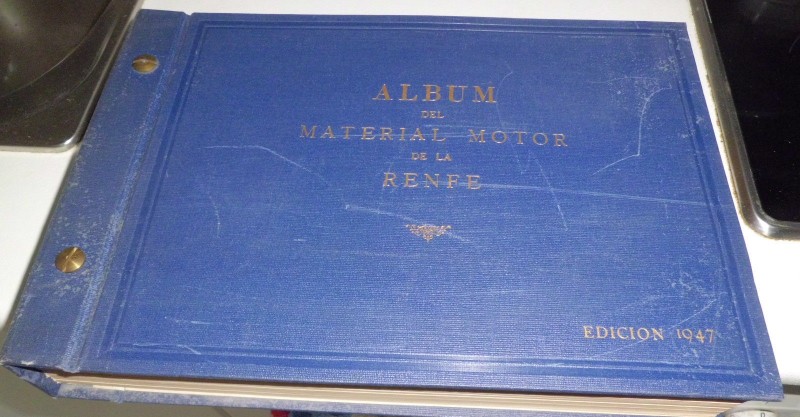 ALBUM
DEL
MATERIAL MOTOR
DE LA
RENFE
EDICION 1947